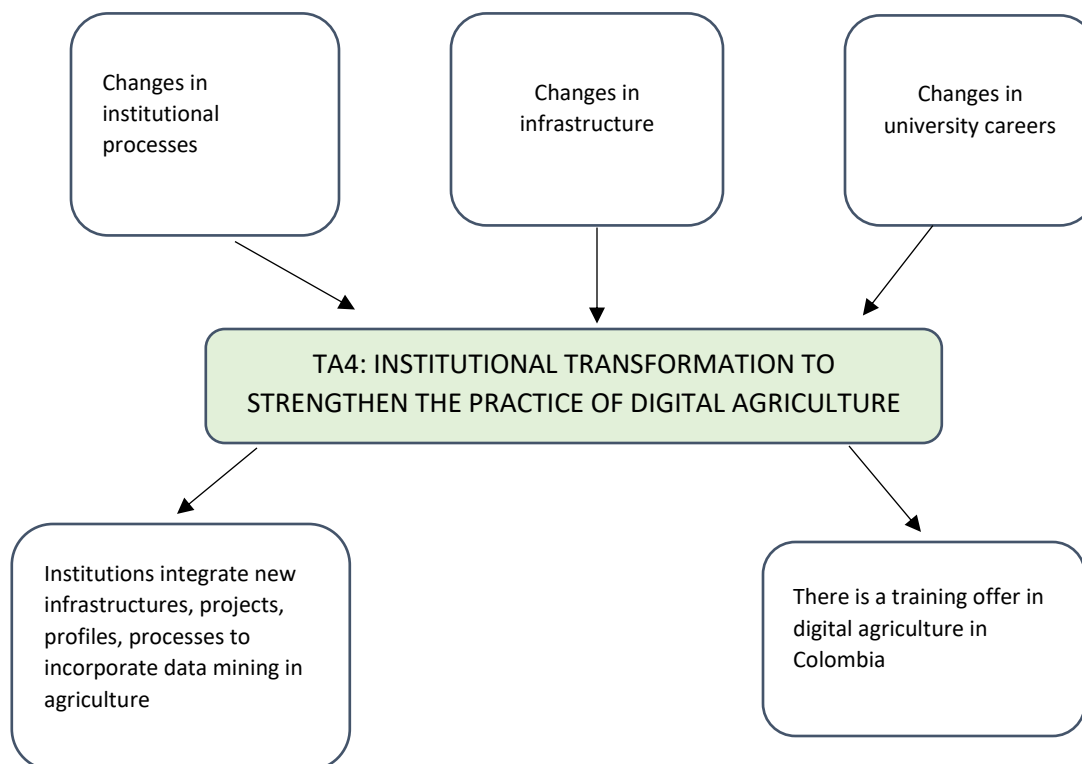 Changes in
institutional
processes
Changes in
infrastructure
Changes in
university careers
TA4: INSTITUTIONAL TRANSFORMATION TO
STRENGTHEN THE PRACTICE OF DIGITAL AGRICULTURE
Institutions integrate new
infrastructures, projects,
profiles, processes to
incorporate data mining in
agriculture
There is a training offer in
digital agriculture in
Colombia